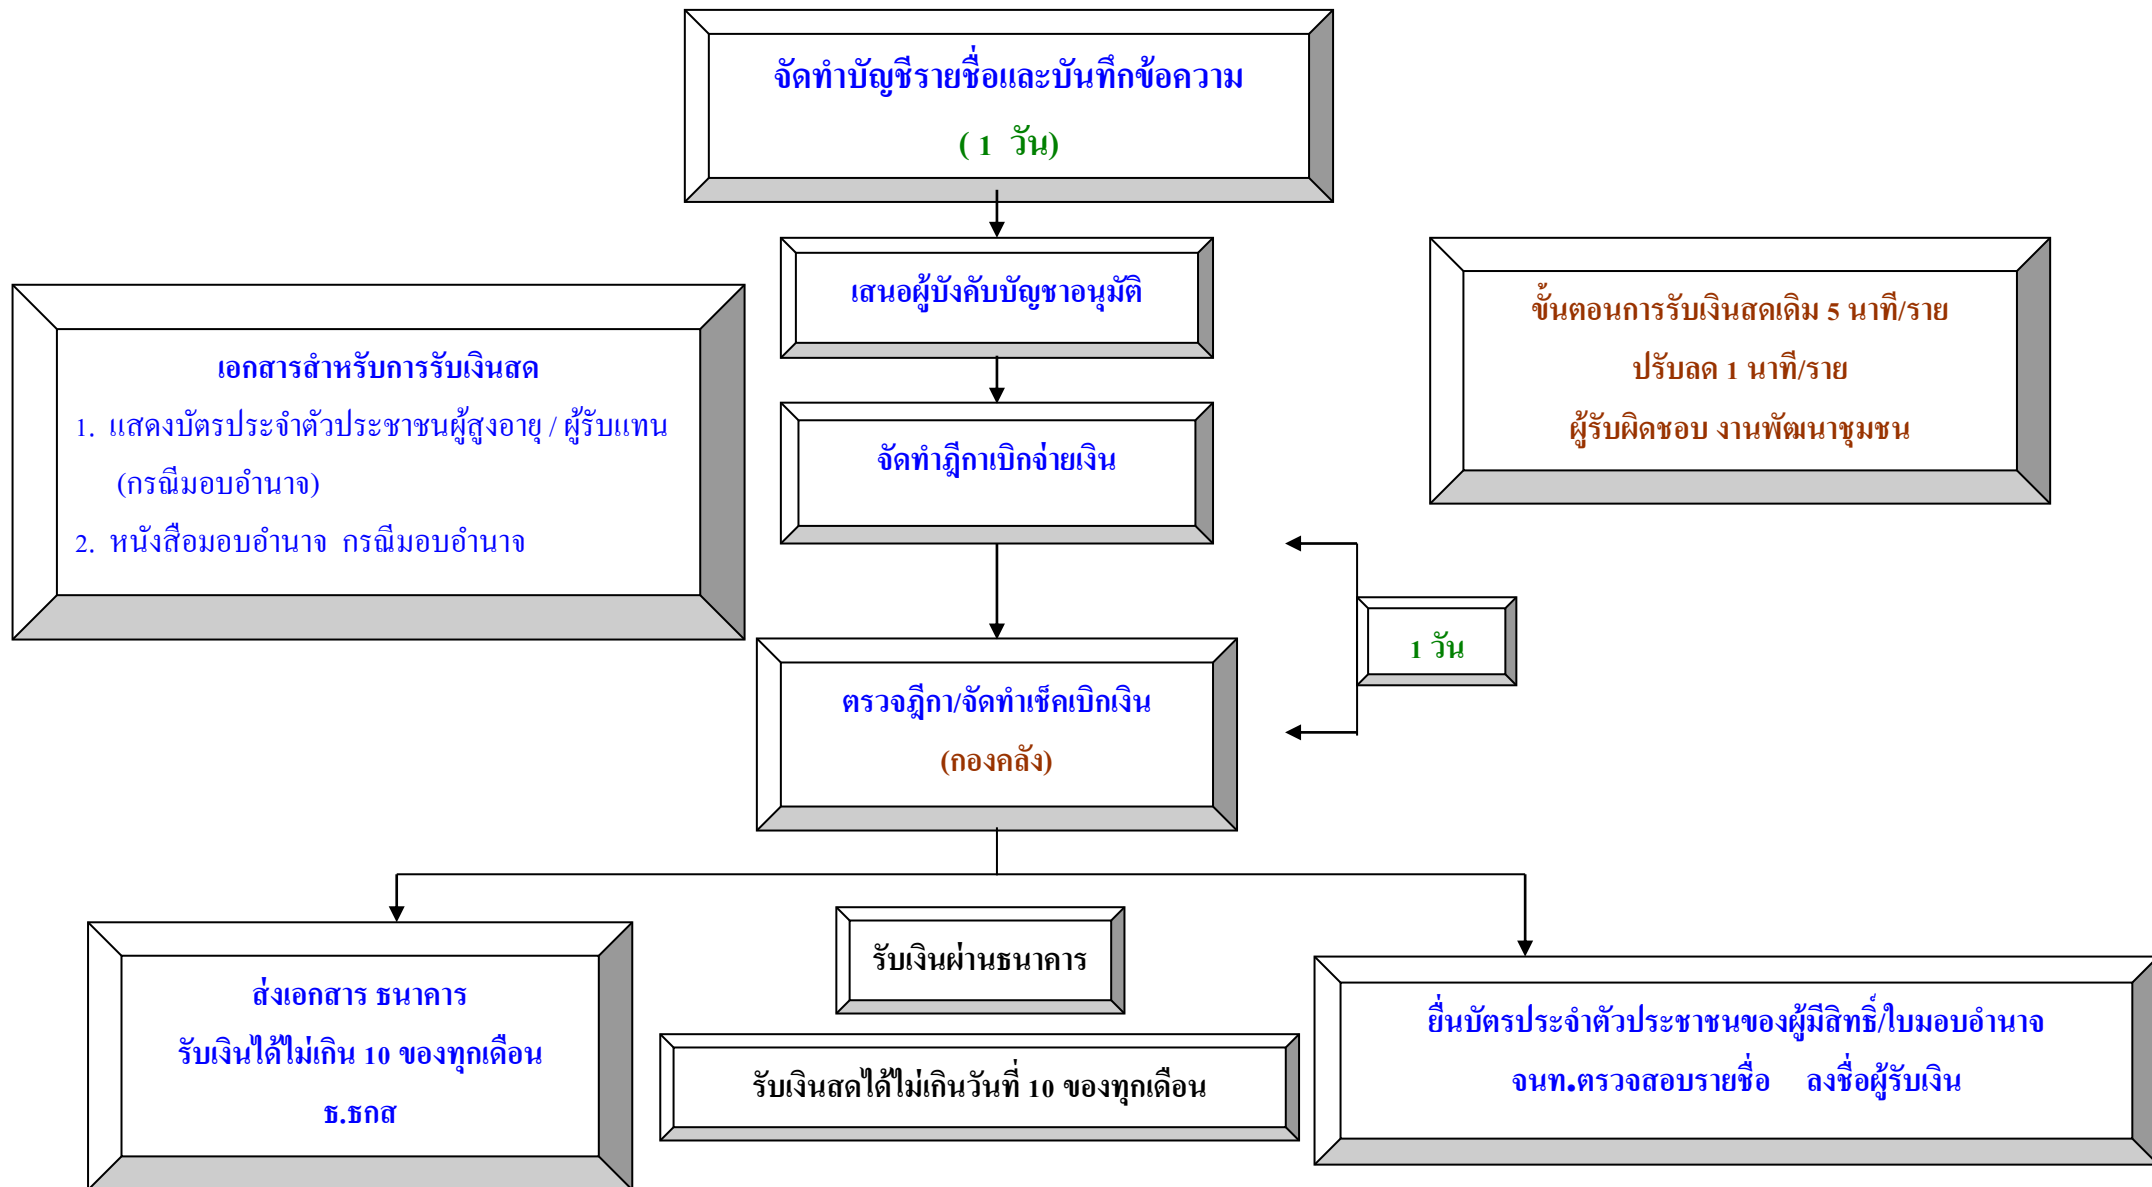 จัดทำบัญชีรายชื่อและบันทึกข้อความ
( 1 วัน)
เสนอผู้บังคับบัญชาอนุมัติ
เอกสารสำหรับการรับเงินสด
1. แสดงบัตรประจำตัวประชาชนผู้สูงอายุ / ผู้รับแทน
(กรณีมอบอำนาจ)
2. หนังสือมอบอำนาจ กรณีมอบอำนาจ
ขั้นตอนการรับเงินสดเดิม 5 นาที/ราย
ปรับลด 1 นาที/ราย
ผู้รับผิดชอบ งานพัฒนาชุมชน
จัดทำฎีกาเบิกจ่ายเงิน
1 วัน
ตรวจฎีกา/จัดทำเช็คเบิกเงิน
(กองคลัง)
ส่งเอกสาร ธนาคาร
รับเงินได้ไม่เกิน 10 ของทุกเดือน
ธ.ธกส
รับเงินผ่านธนาคาร
รับเงินสดได้ไม่เกินวันที่ 10 ของทุกเดือน
ยื่นบัตรประจำตัวประชาชนของผู้มีสิทธิ์/ใบมอบอำนาจ
จนท.ตรวจสอบรายชื่อ ลงชื่อผู้รับเงิน